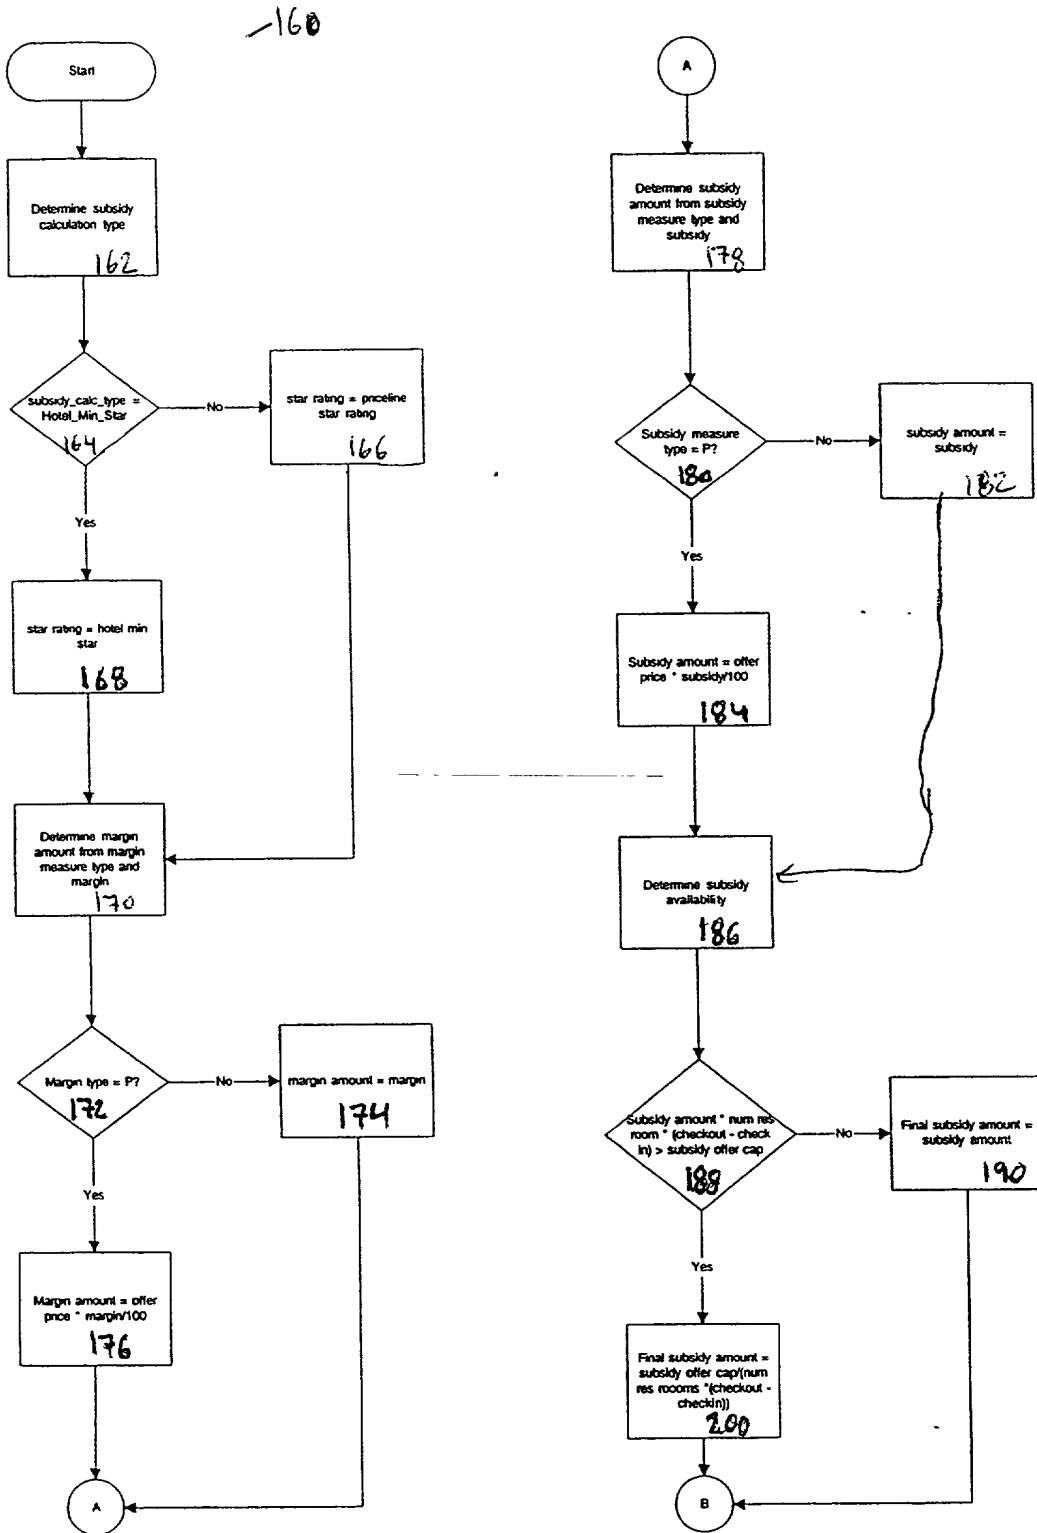 160
Start
Determine subsidy
calculation type
162
subsidy_calc_type =
Hotel_Min_Star
164
No
star rating = priceline
star rating
166
Yes
star rating = hotel min
star
168
Determine margin
amount from margin
measure type and
margin
170
Margin type = P?
172
No
margin amount = margin
174
Yes
Margin amount = offer
price * margin/100
176
A
A
Determine subsidy
amount from subsidy
measure type and
subsidy
178
Subsidy measure
type = P?
180
No
subsidy amount =
subsidy
182
Yes
Subsidy amount = offer
price * subsidy/100
184
Determine subsidy
availability
186
Subsidy amount * num res
room * (checkout - check
in) > subsidy offer cap
188
No
Final subsidy amount =
subsidy amount
190
Yes
Final subsidy amount =
subsidy offer cap/(num
res rooms *(checkout -
checkin))
200
B